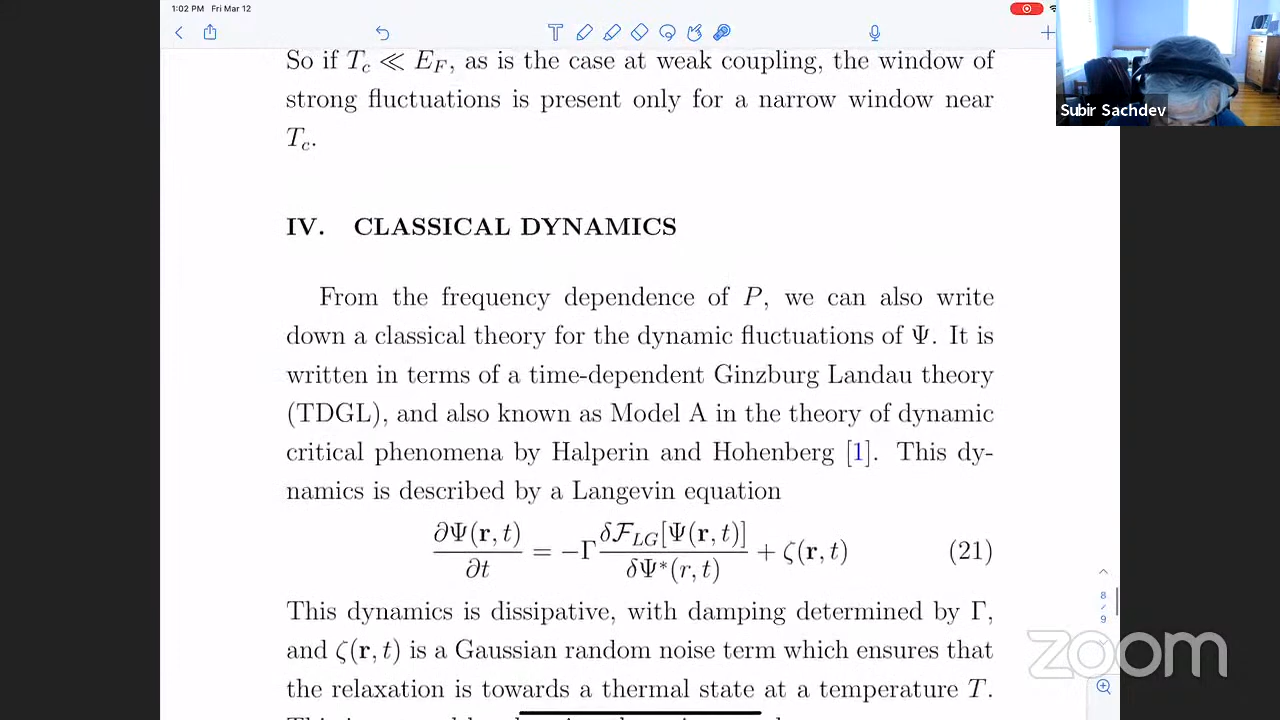 1:02 PM Fri Mar 12
Subir Sachdev
So if T_c ≪ E_F, as is the case at weak coupling, the window of
strong fluctuations is present only for a narrow window near
T_c.
IV. CLASSICAL DYNAMICS
From the frequency dependence of P, we can also write
down a classical theory for the dynamic fluctuations of Ψ. It is
written in terms of a time-dependent Ginzburg Landau theory
(TDGL), and also known as Model A in the theory of dynamic
critical phenomena by Halperin and Hohenberg [1]. This dy-
namics is described by a Langevin equation
∂Ψ(r, t)/∂t = −Γ δF_{LG}[Ψ(r, t)]/δΨ*(r, t) + ζ(r, t) (21)
This dynamics is dissipative, with damping determined by Γ,
and ζ(r, t) is a Gaussian random noise term which ensures that
the relaxation is towards a thermal state at a temperature T.
8/9
zoom